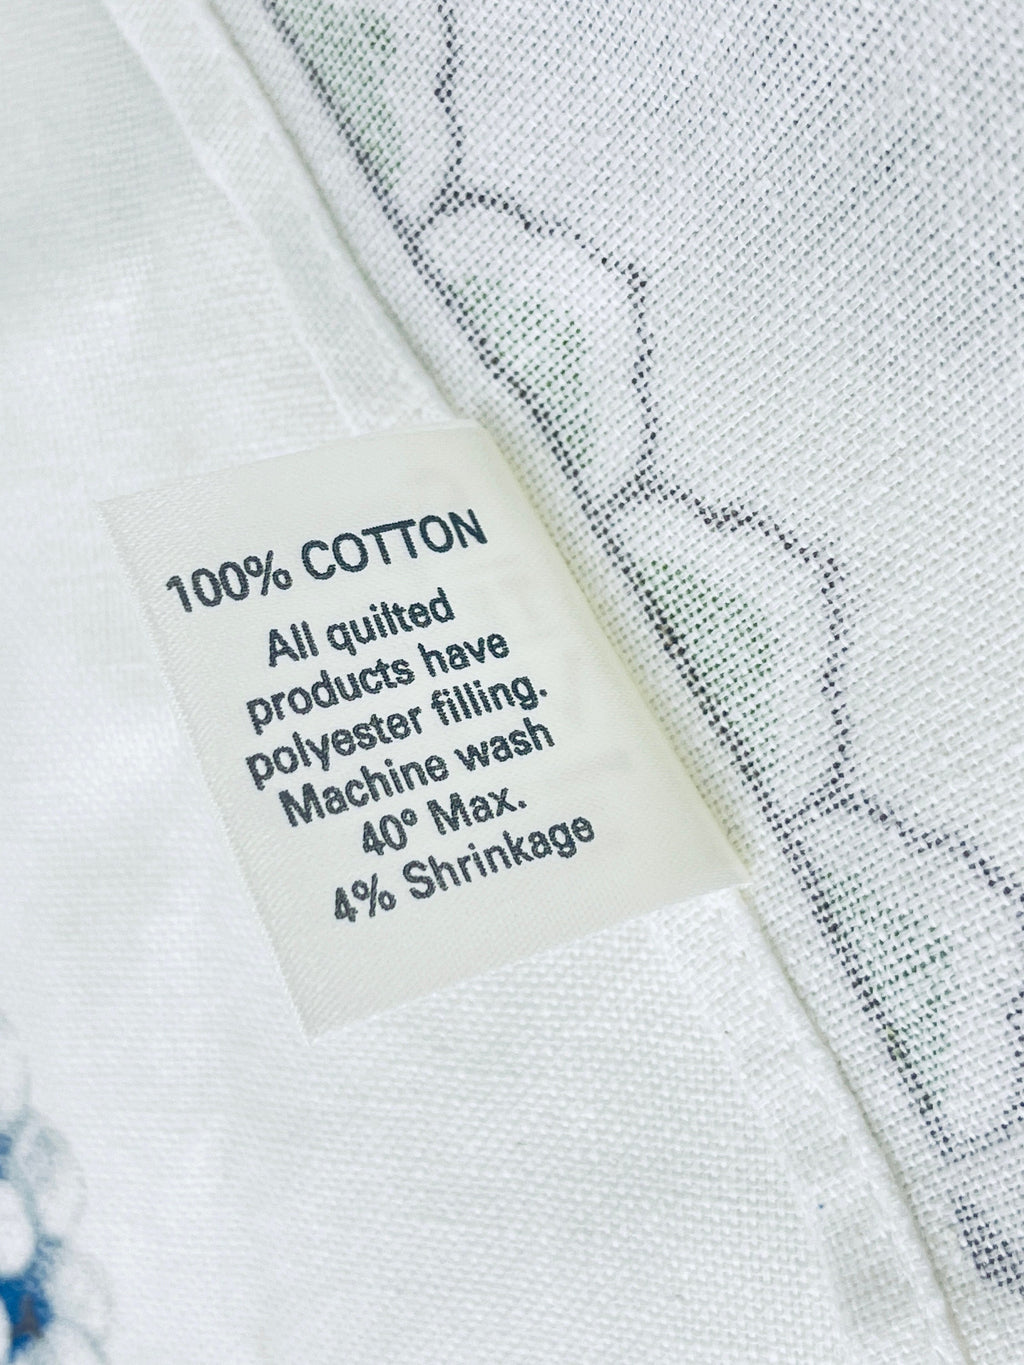 100% COTTON
All quilted
products have
polyester filling.
Machine wash
40° Max.
4% Shrinkage